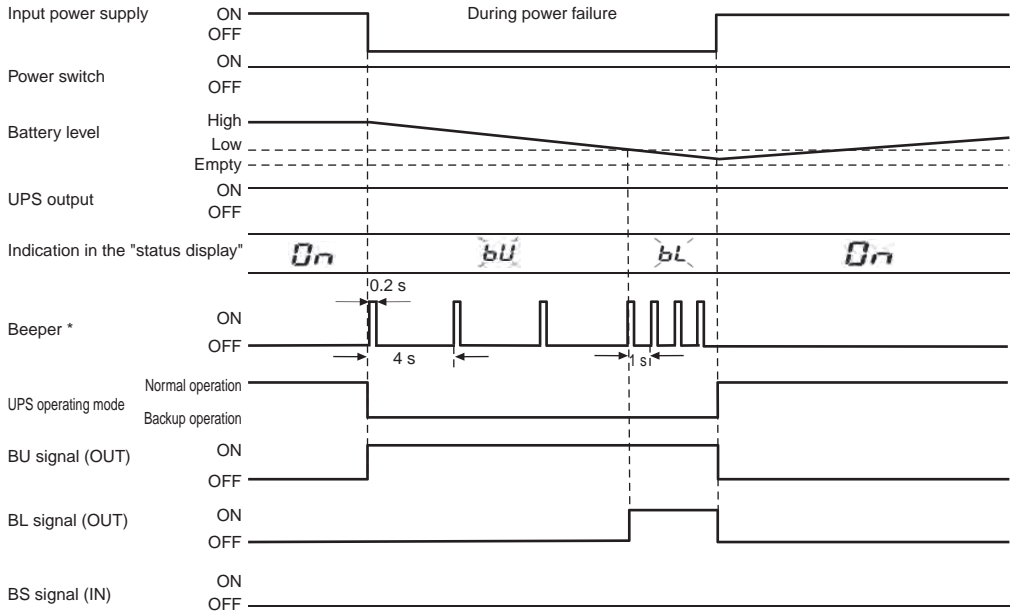 Input power supply ON During power failure
OFF
Power switch ON
OFF
Battery level High
Low
Empty
UPS output ON
OFF
Indication in the "status display" On bU bL On
0.2 s
Beeper * ON
OFF
4 s 1 s
UPS operating mode Normal operation
Backup operation
BU signal (OUT) ON
OFF
BL signal (OUT) ON
OFF
BS signal (IN) ON
OFF